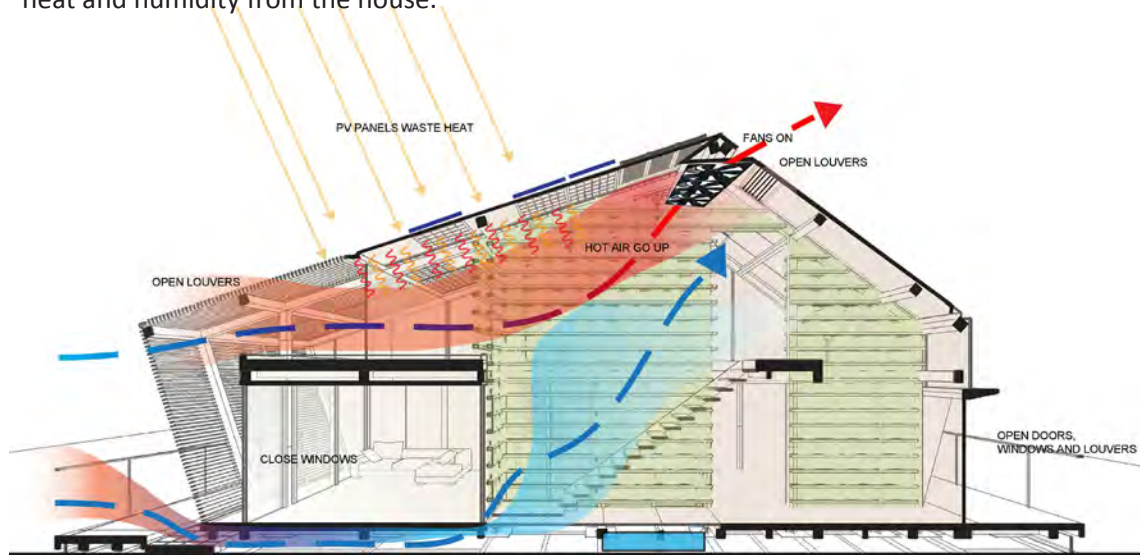 heat and humidity from the house.
PV PANELS WASTE HEAT
FANS ON
OPEN LOUVERS
HOT AIR GO UP
OPEN LOUVERS
CLOSE WINDOWS
OPEN DOORS,
WINDOWS AND LOUVERS